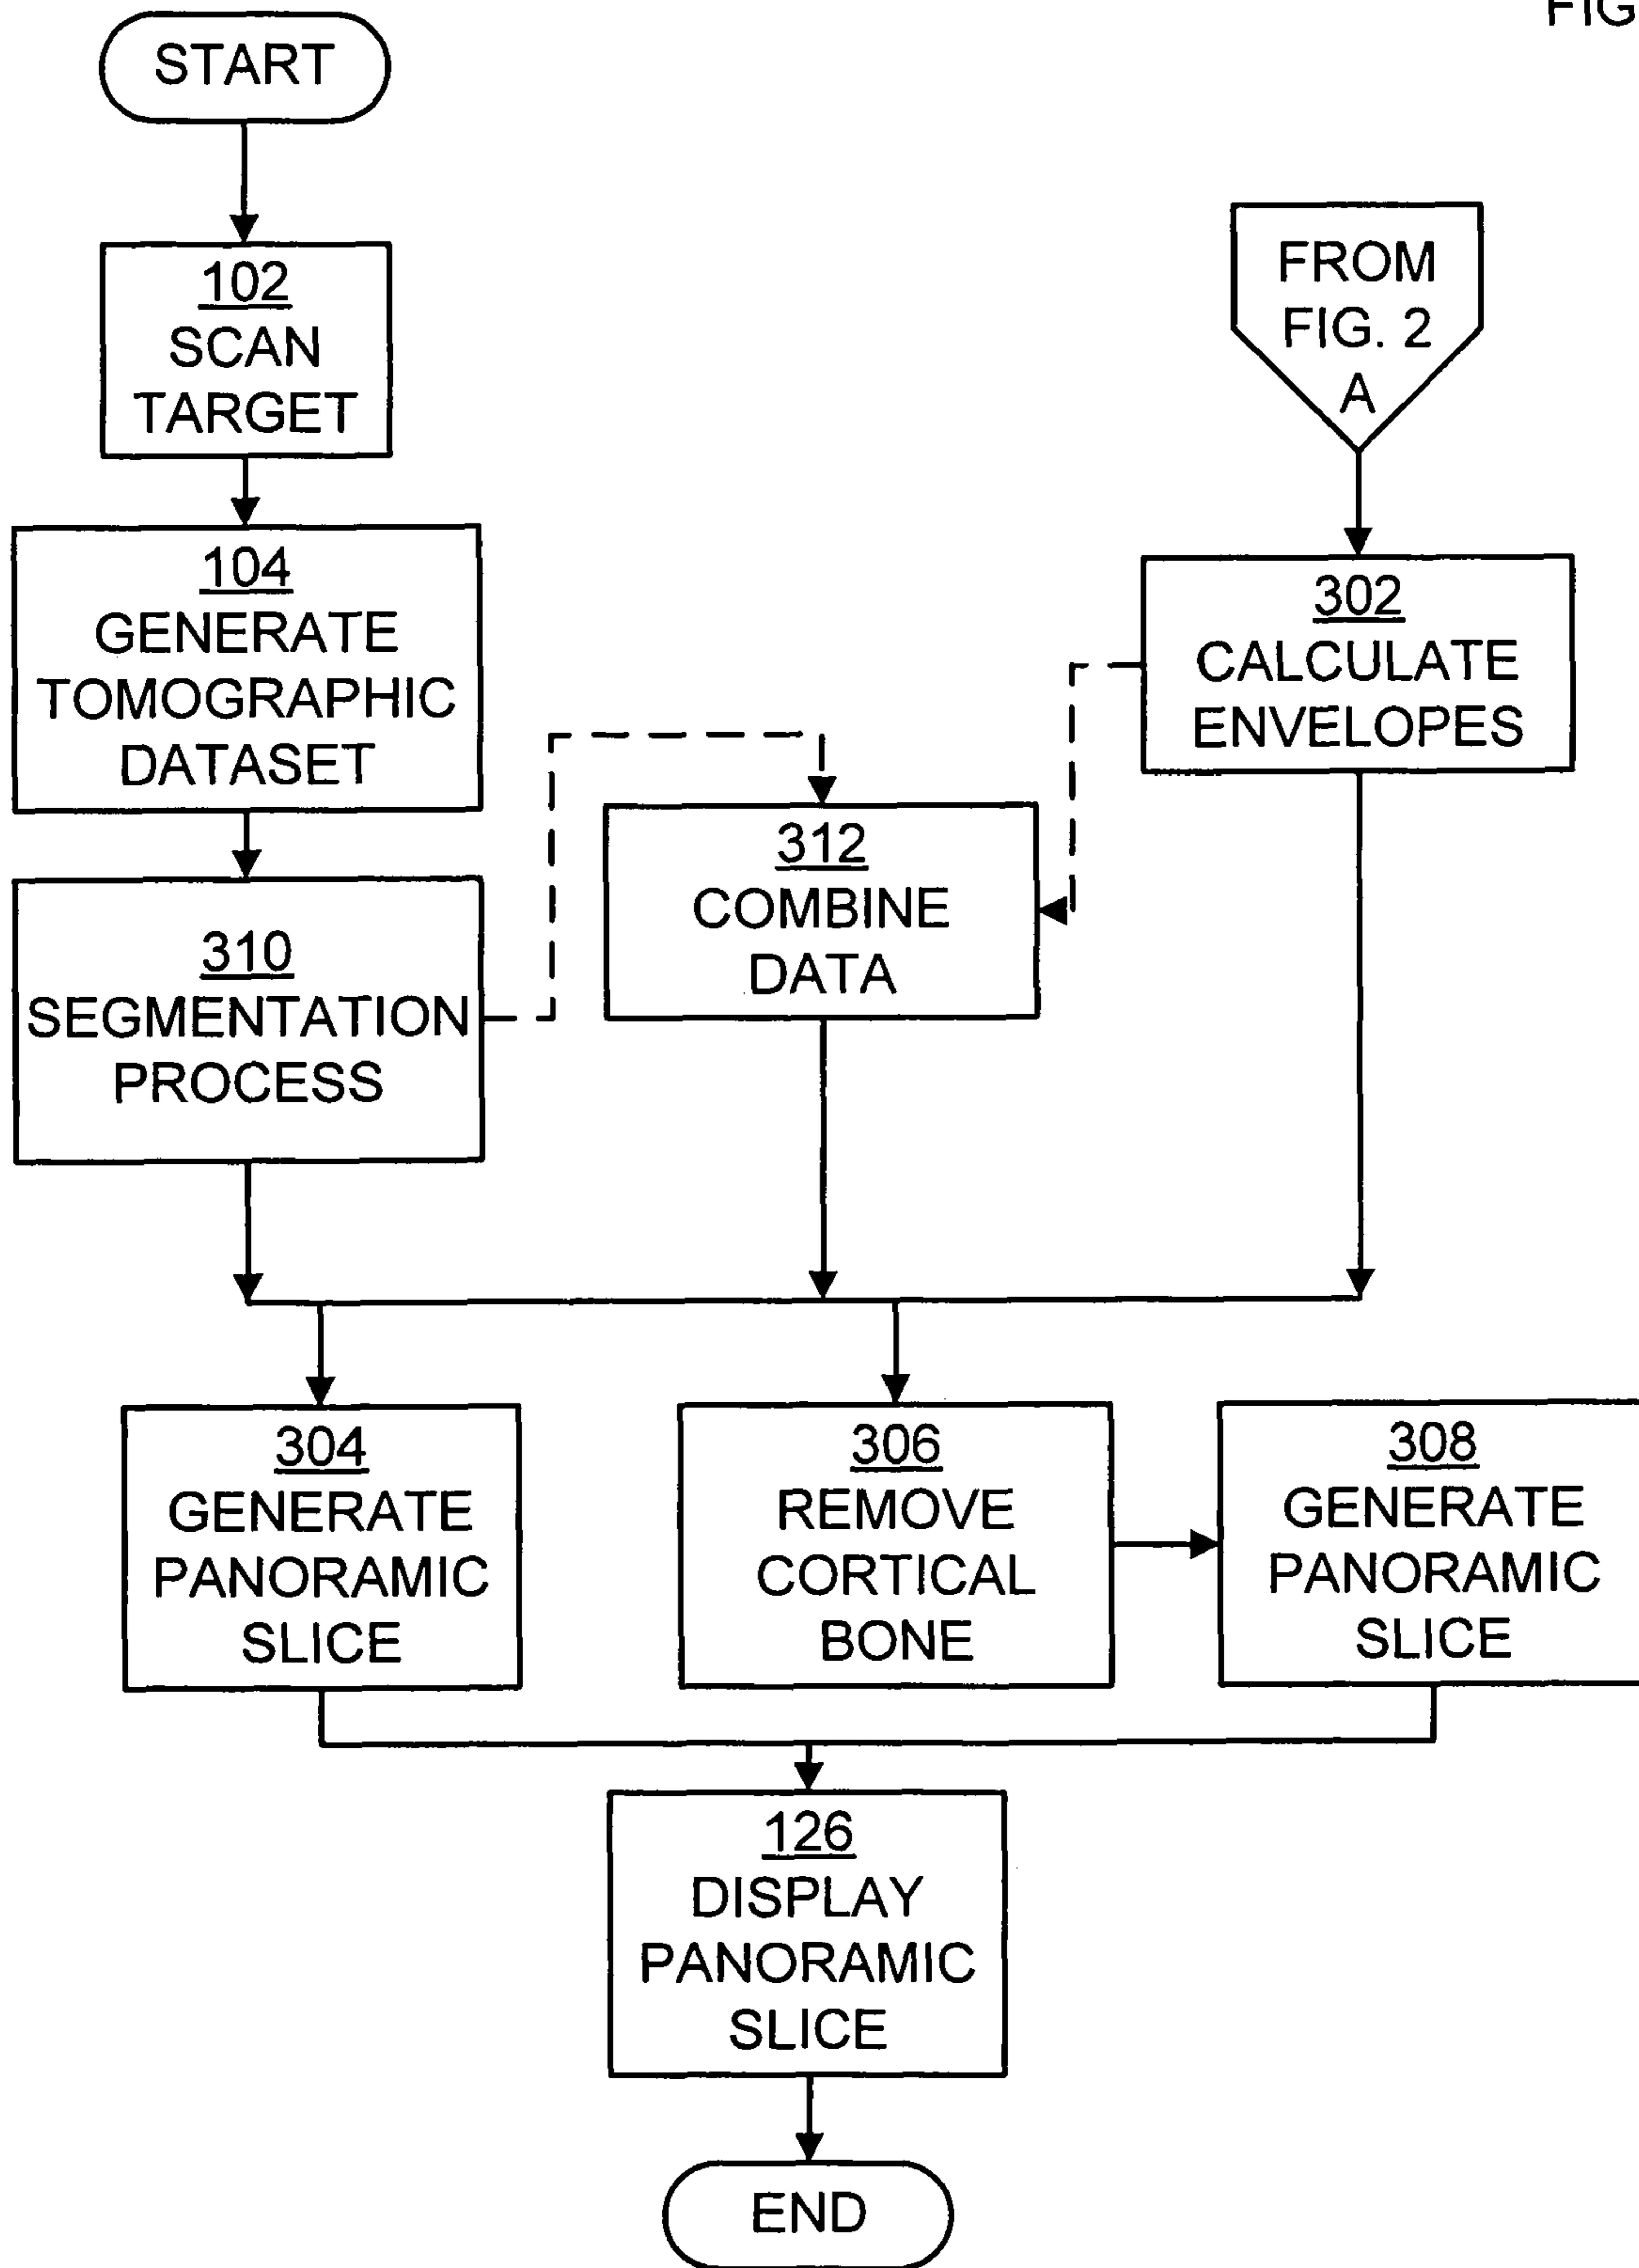 FIG
START
102
SCAN
TARGET
FROM
FIG. 2
A
104
GENERATE
TOMOGRAPHIC
DATASET
302
CALCULATE
ENVELOPES
312
COMBINE
DATA
310
SEGMENTATION
PROCESS
304
GENERATE
PANORAMIC
SLICE
306
REMOVE
CORTICAL
BONE
308
GENERATE
PANORAMIC
SLICE
126
DISPLAY
PANORAMIC
SLICE
END